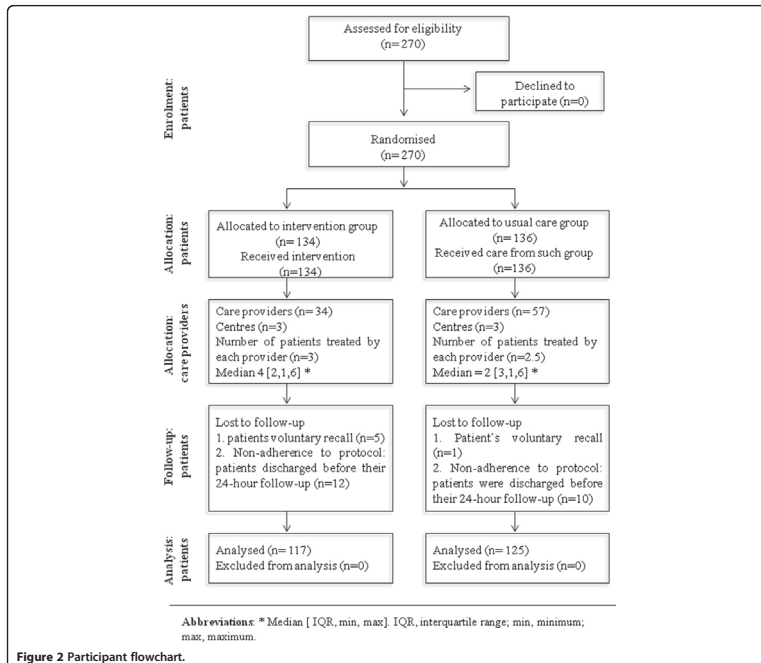 Assessed for eligibility
(n=270)
Declined to
participate (n=0)
Enrolment:
patients
Randomised
(n=270)
Allocation:
patients
Allocated to intervention group
(n=134)
Received intervention
(n=134)
Allocated to usual care group
(n=136)
Received care from such group
(n=136)
Allocation:
care providers
Care providers (n=34)
Centres (n=3)
Number of patients treated by
each provider (n=3)
Median 4 [2,1,6] *
Care providers (n=57)
Centres (n=3)
Number of patients treated by
each provider (n=2.5)
Median = 2 [3,1,6] *
Follow-up:
patients
Lost to follow-up
1. patients voluntary recall (n=5)
2. Non-adherence to protocol:
patients discharged before their
24-hour follow-up (n=12)
Lost to follow-up
1. Patient's voluntary recall
(n=1)
2. Non-adherence to protocol:
patients were discharged before
their 24-hour follow-up (n=10)
Analysis:
patients
Analysed (n=117)
Excluded from analysis (n=0)
Analysed (n=125)
Excluded from analysis (n=0)
Abbreviations: * Median [ IQR, min, max]. IQR, interquartile range; min, minimum;
max, maximum.
Figure 2 Participant flowchart.